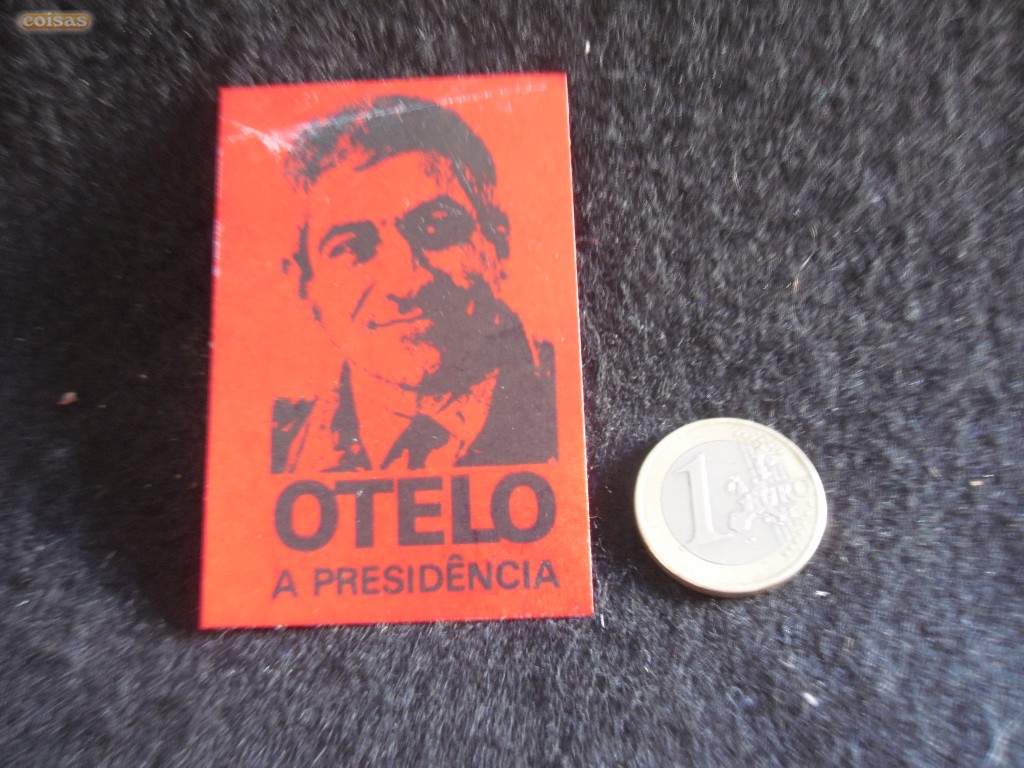 coisas
OTELO
A PRESIDÊNCIA
1
EURO